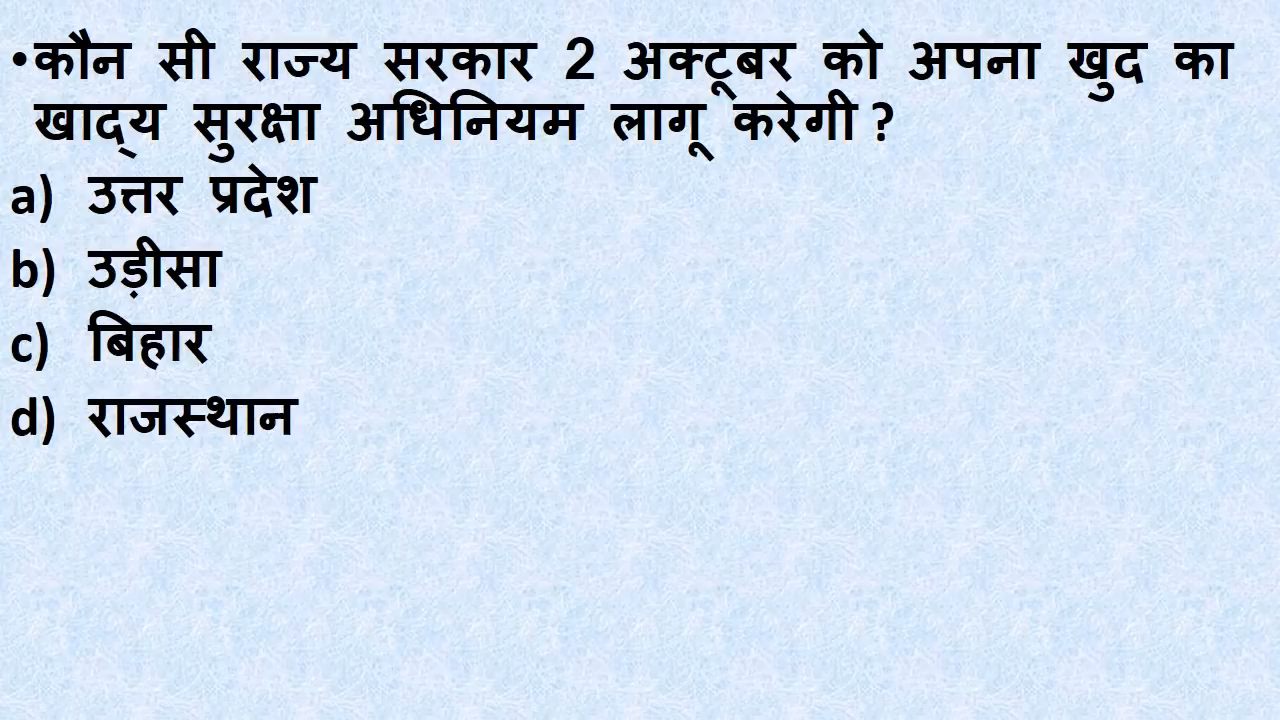 •कौन सी राज्य सरकार 2 अक्टूबर को अपना खुद का
खाद्य सुरक्षा अधिनियम लागू करेगी ?
a) उत्तर प्रदेश
b) उड़ीसा
c) बिहार
d) राजस्थान